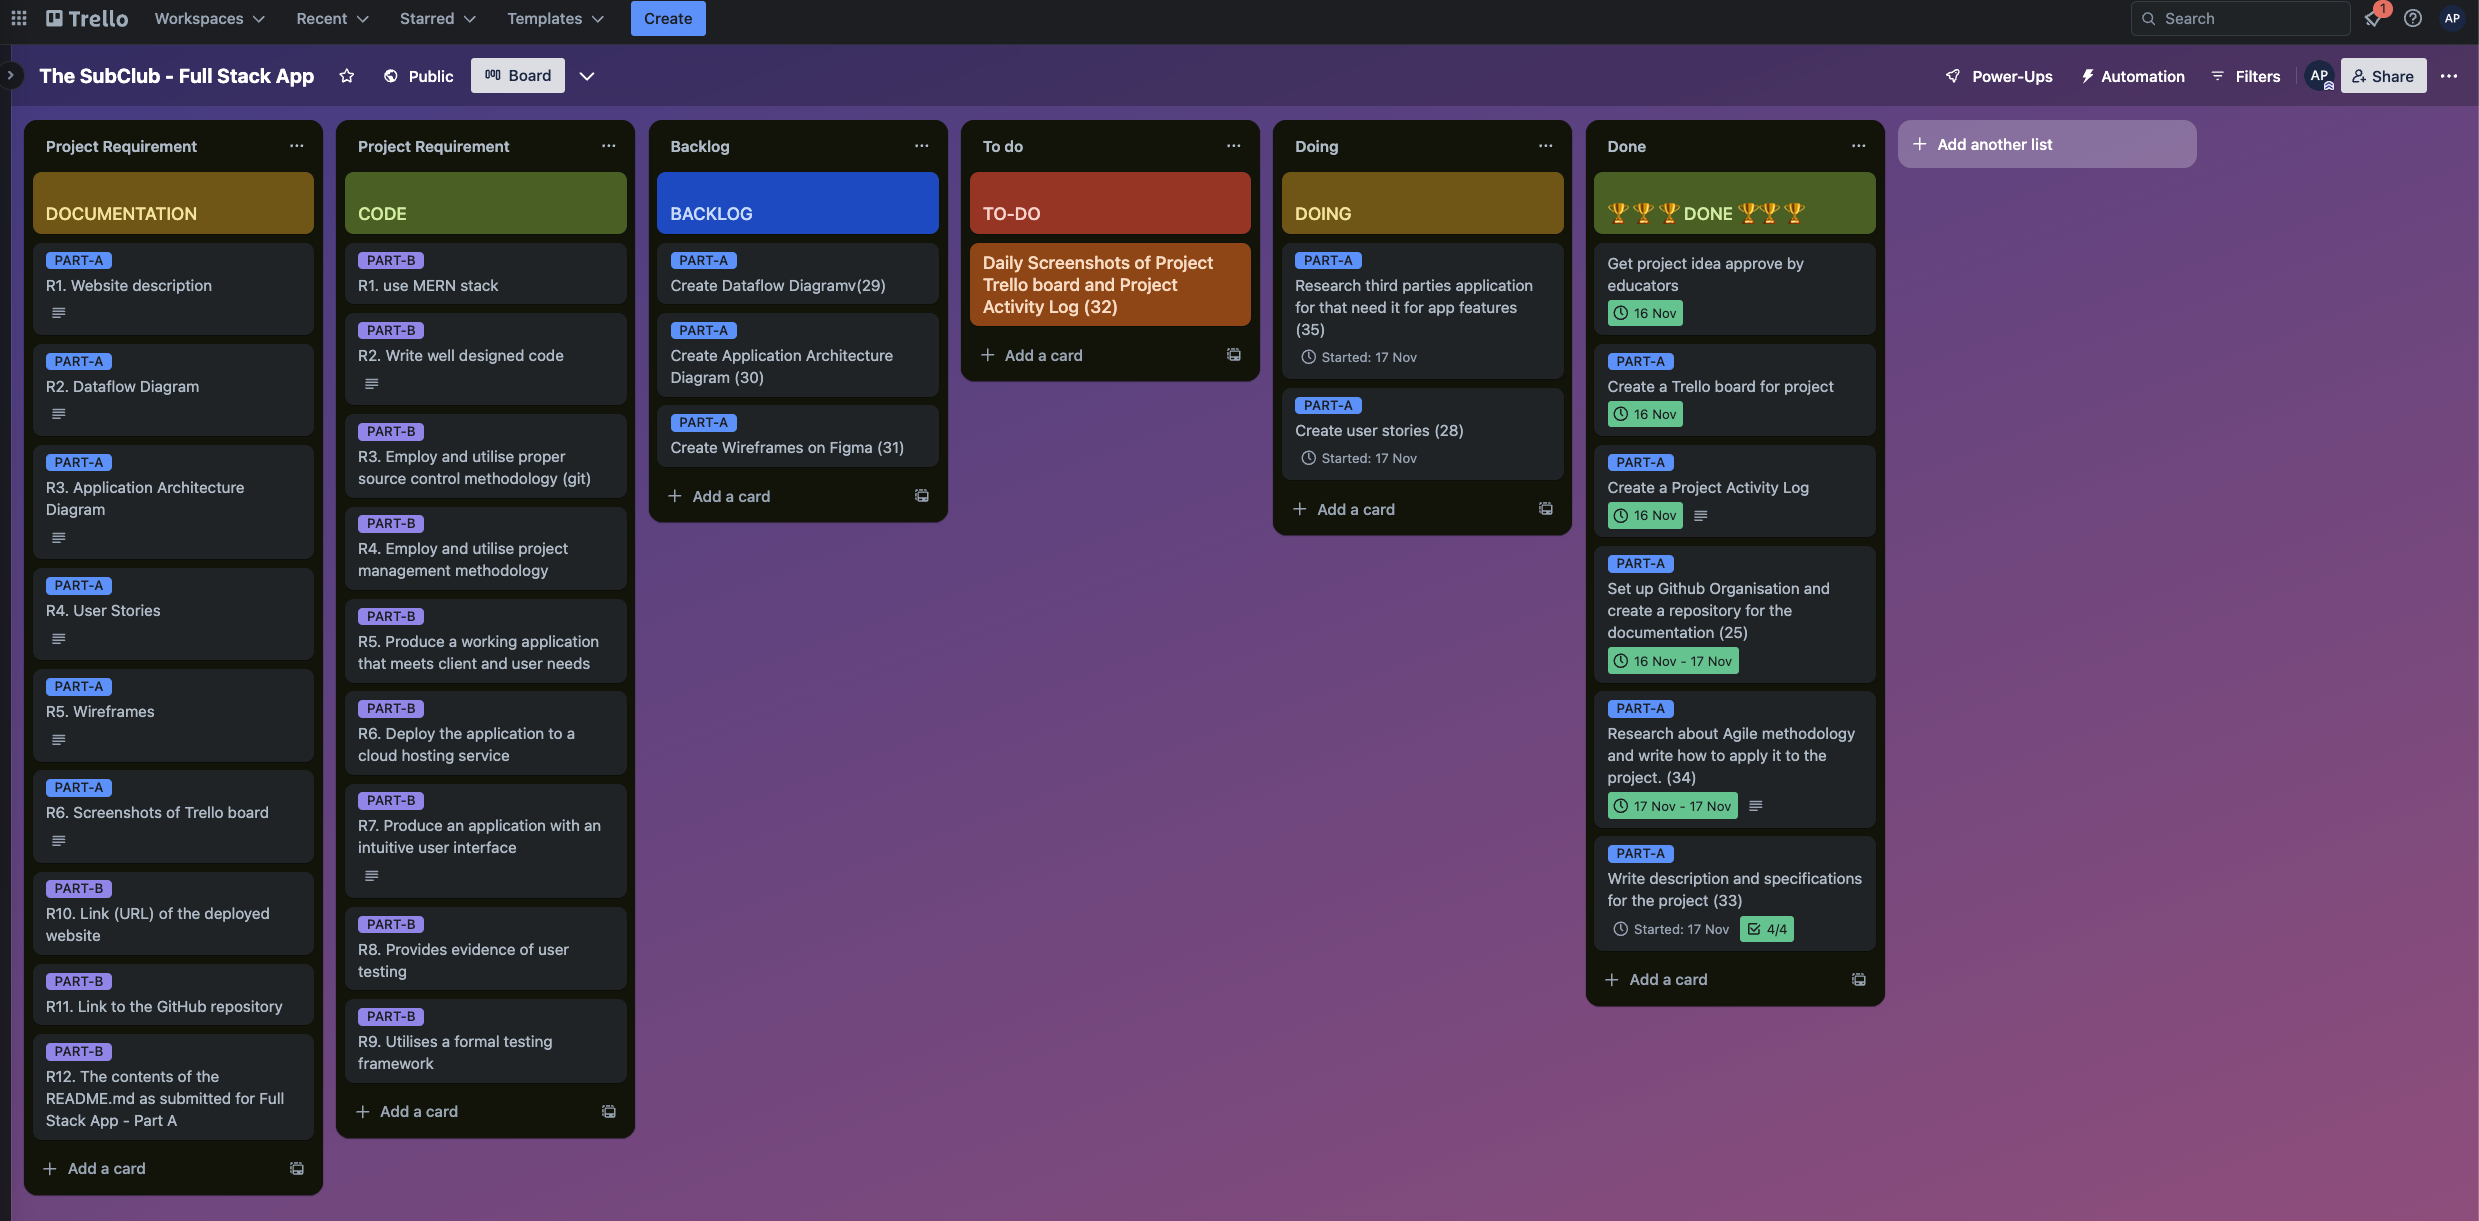 Trello
Workspaces
Recent
Starred
Templates
Create
Search
1
AP
The SubClub - Full Stack App
Public
Board
Power-Ups
Automation
Filters
AP
Share
Project Requirement
DOCUMENTATION
PART-A
R1. Website description
PART-A
R2. Dataflow Diagram
PART-A
R3. Application Architecture
Diagram
PART-A
R4. User Stories
PART-A
R5. Wireframes
PART-A
R6. Screenshots of Trello board
PART-B
R10. Link (URL) of the deployed
website
PART-B
R11. Link to the GitHub repository
PART-B
R12. The contents of the
README.md as submitted for Full
Stack App - Part A
+ Add a card
Project Requirement
CODE
PART-B
R1. use MERN stack
PART-B
R2. Write well designed code
PART-B
R3. Employ and utilise proper
source control methodology (git)
PART-B
R4. Employ and utilise project
management methodology
PART-B
R5. Produce a working application
that meets client and user needs
PART-B
R6. Deploy the application to a
cloud hosting service
PART-B
R7. Produce an application with an
intuitive user interface
PART-B
R8. Provides evidence of user
testing
PART-B
R9. Utilises a formal testing
framework
+ Add a card
Backlog
BACKLOG
PART-A
Create Dataflow Diagramv(29)
PART-A
Create Application Architecture
Diagram (30)
PART-A
Create Wireframes on Figma (31)
+ Add a card
To do
TO-DO
Daily Screenshots of Project
Trello board and Project
Activity Log (32)
+ Add a card
Doing
DOING
PART-A
Research third parties application
for that need it for app features
(35)
Started: 17 Nov
PART-A
Create user stories (28)
Started: 17 Nov
+ Add a card
Done
🏆🏆🏆DONE 🏆🏆🏆
Get project idea approve by
educators
16 Nov
PART-A
Create a Trello board for project
16 Nov
PART-A
Create a Project Activity Log
16 Nov
PART-A
Set up Github Organisation and
create a repository for the
documentation (25)
16 Nov - 17 Nov
PART-A
Research about Agile methodology
and write how to apply it to the
project. (34)
17 Nov - 17 Nov
PART-A
Write description and specifications
for the project (33)
Started: 17 Nov
4/4
+ Add a card
+ Add another list